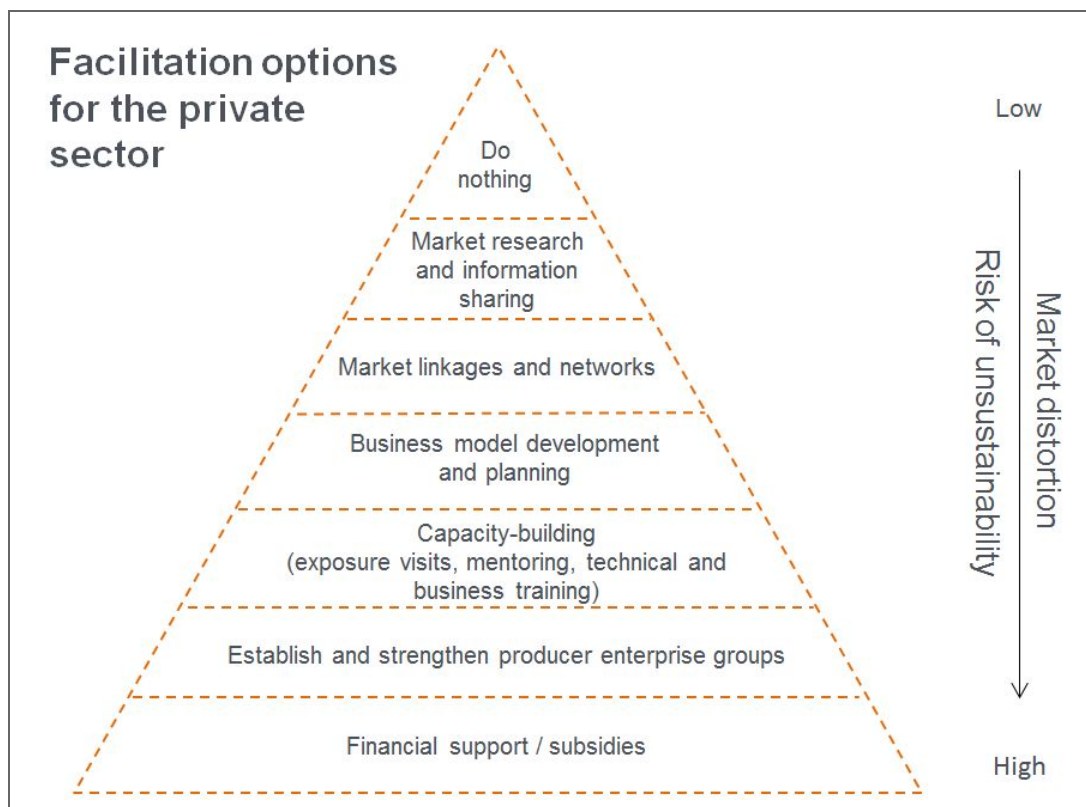 Facilitation options
for the private
sector
Do
nothing
Market research
and information
sharing
Market linkages and networks
Business model development
and planning
Capacity-building
(exposure visits, mentoring, technical and
business training)
Establish and strengthen producer enterprise groups
Financial support / subsidies
Low
Risk of unsustainability
Market distortion
High